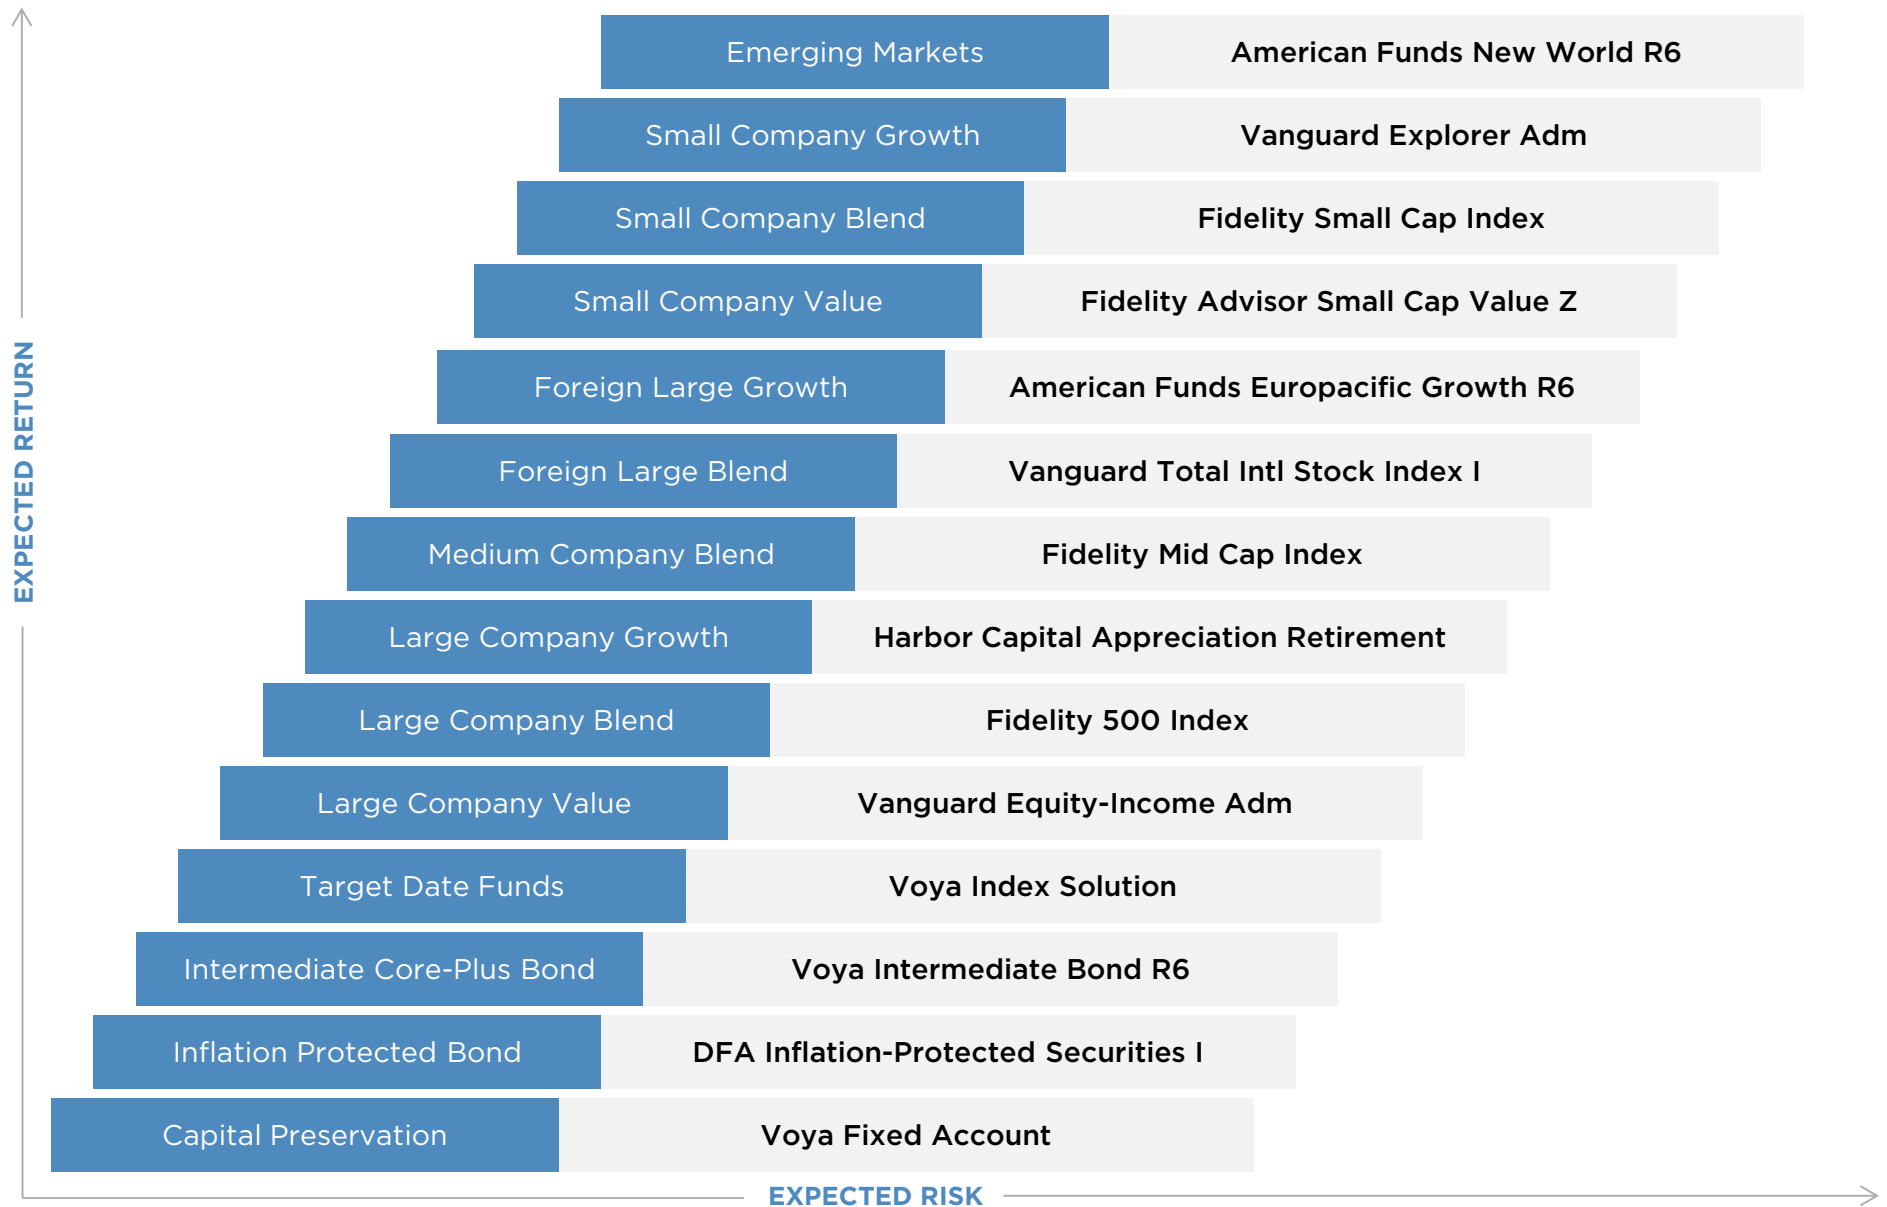 Emerging Markets American Funds New World R6
Small Company Growth Vanguard Explorer Adm
Small Company Blend Fidelity Small Cap Index
Small Company Value Fidelity Advisor Small Cap Value Z
Foreign Large Growth American Funds Europacific Growth R6
Foreign Large Blend Vanguard Total Intl Stock Index I
Medium Company Blend Fidelity Mid Cap Index
Large Company Growth Harbor Capital Appreciation Retirement
Large Company Blend Fidelity 500 Index
Large Company Value Vanguard Equity-Income Adm
Target Date Funds Voya Index Solution
Intermediate Core-Plus Bond Voya Intermediate Bond R6
Inflation Protected Bond DFA Inflation-Protected Securities I
Capital Preservation Voya Fixed Account
EXPECTED RETURN
EXPECTED RISK